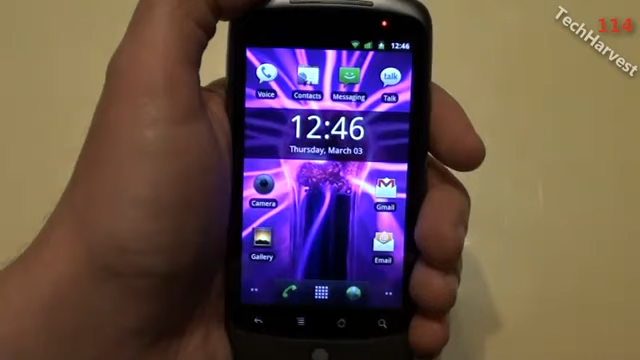 TechHarvest
114
12:46
Voice
Contacts
Messaging
Talk
talk
12:46
Thursday, March 03
Camera
Gmail
Gallery
Email